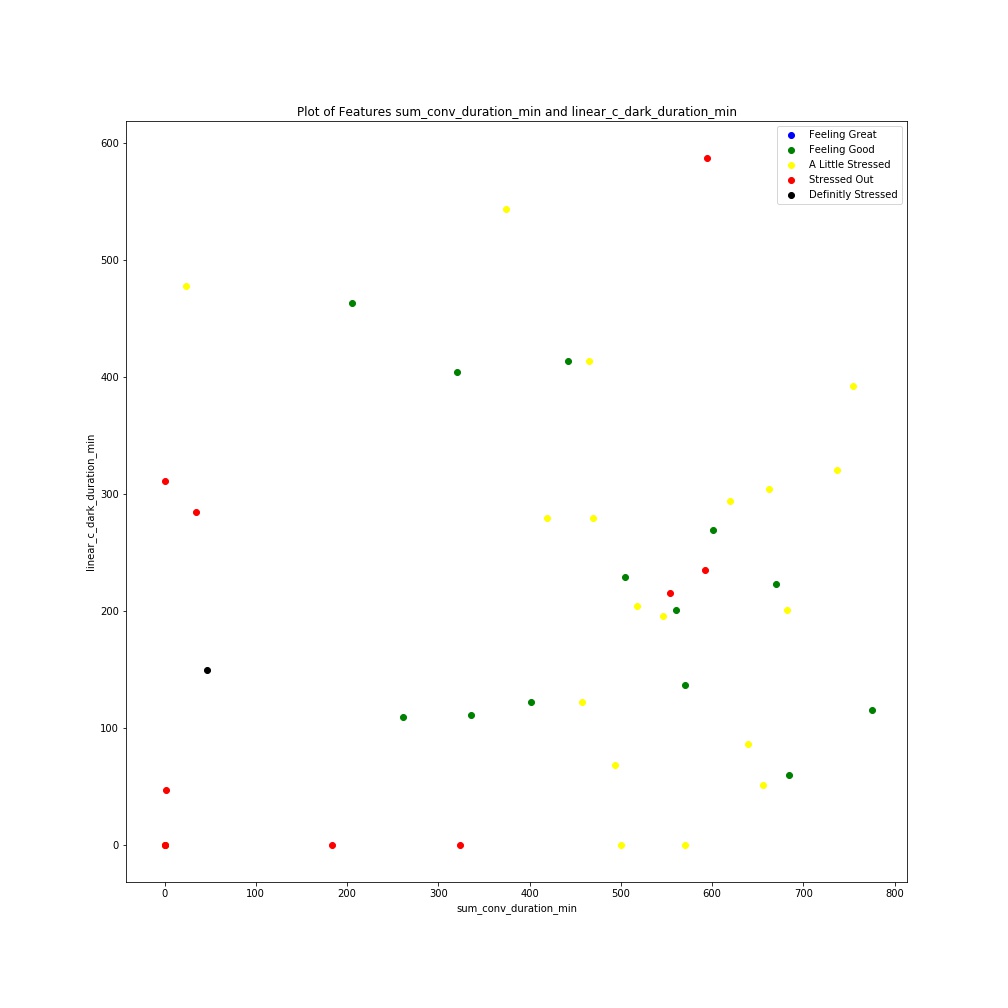 Plot of Features sum_conv_duration_min and linear_c_dark_duration_min
Feeling Great
Feeling Good
A Little Stressed
Stressed Out
Definitly Stressed
600
500
400
300
200
100
0
linear_c_dark_duration_min
0 100 200 300 400 500 600 700 800
sum_conv_duration_min